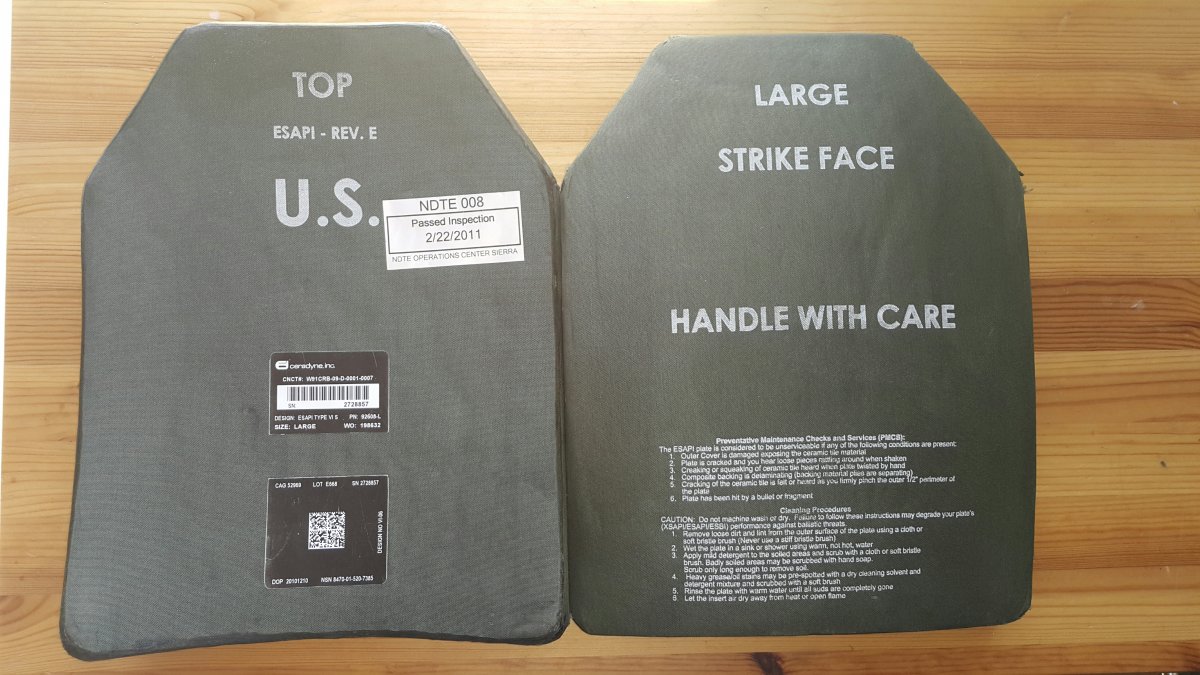 TOP
ESAPI - REV. E
U.S.
NDTE 008
Passed Inspection
2/22/2011
NDTE OPERATIONS CENTER SIERRA
ceradyne, inc.
CNCT#: W91CRB-09-D-0001-0007
SN: 2728857
DESIGN: ESAPI TYPE VI S PN: 92608-L
SIZE: LARGE WO: 198632
CAG 52969 LOT E668 SN 2728857
DESIGN NO VI-06
DOP 20101210 NSN 8470-01-520-7385
LARGE
STRIKE FACE
HANDLE WITH CARE
Preventative Maintenance Checks and Services (PMCS):
The ESAPI plate is considered to be unserviceable if any of the following conditions are present:
1. Outer Cover is damaged exposing the ceramic tile material
2. Plate is cracked and you hear loose pieces rattling around when shaken
3. Creaking or squeaking of ceramic tile heard when plate twisted by hand
4. Composite backing is delaminating (backing material plies are separating)
5. Cracking of the ceramic tile is felt or heard as you firmly pinch the outer 1/2" perimeter of
the plate
6. Plate has been hit by a bullet or fragment
Cleaning Procedures
CAUTION: Do not machine wash or dry. Failure to follow these instructions may degrade your plate's
(XSAPI/ESAPI/ESBI) performance against ballistic threats.
1. Remove loose dirt and lint from the outer surface of the plate using a cloth or
soft bristle brush (Never use a stiff bristle brush)
2. Wet the plate in a sink or shower using warm, not hot, water
3. Apply mild detergent to the soiled areas and scrub with a cloth or soft bristle
brush. Badly soiled areas may be scrubbed with hand soap.
Scrub only long enough to remove soil.
4. Heavy grease/oil stains may be pre-spotted with a dry cleaning solvent and
detergent mixture and scrubbed with a soft brush
5. Rinse the plate with warm water until all suds are completely gone
6. Let the insert air dry away from heat or open flame